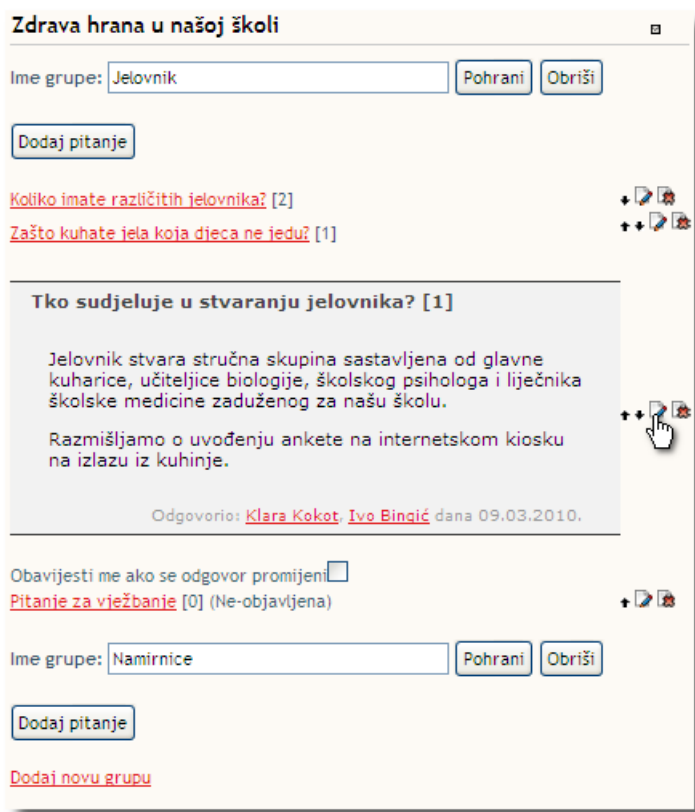 Zdrava hrana u našoj školi
Ime grupe: Jelovnik Pohrani Obriši
Dodaj pitanje
Koliko imate različitih jelovnika? [2]
Zašto kuhate jela koja djeca ne jedu? [1]
Tko sudjeluje u stvaranju jelovnika? [1]
Jelovnik stvara stručna skupina sastavljena od glavne
kuharice, učiteljice biologije, školskog psihologa i liječnika
školske medicine zaduženog za našu školu.
Razmišljamo o uvođenju ankete na internetskom kiosku
na izlazu iz kuhinje.
Odgovorio: Klara Kokot, Ivo Bingić dana 09.03.2010.
Obavijesti me ako se odgovor promijeni
Pitanje za vježbanje [0] (Ne-objavljena)
Ime grupe: Namirnice Pohrani Obriši
Dodaj pitanje
Dodaj novu grupu